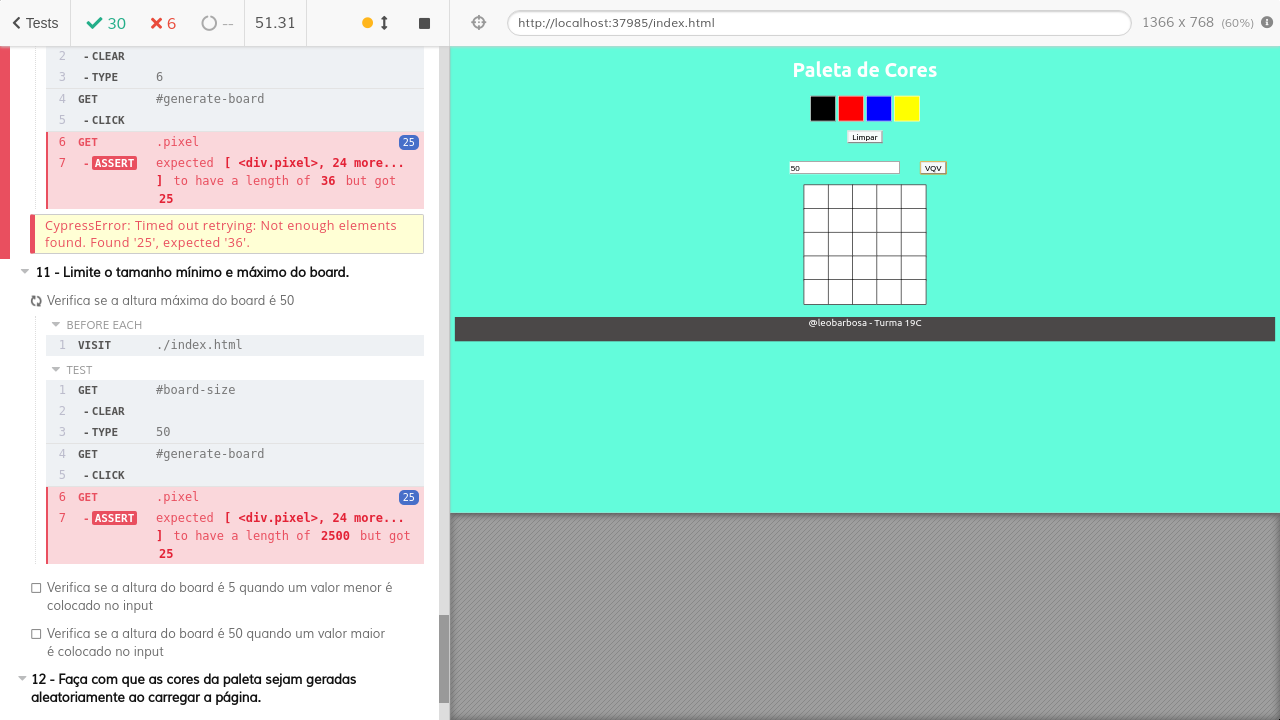 Tests
30
6
--
51.31
http://localhost:37985/index.html
1366 x 768 (60%)
2 - CLEAR
3 - TYPE 6
4 GET #generate-board
5 - CLICK
6 GET .pixel 25
7 - ASSERT expected [ <div.pixel>, 24 more...
] to have a length of 36 but got
25
CypressError: Timed out retrying: Not enough elements
found. Found '25', expected '36'.
11 - Limite o tamanho mínimo e máximo do board.
Verifica se a altura máxima do board é 50
BEFORE EACH
1 VISIT ./index.html
TEST
1 GET #board-size
2 - CLEAR
3 - TYPE 50
4 GET #generate-board
5 - CLICK
6 GET .pixel 25
7 - ASSERT expected [ <div.pixel>, 24 more...
] to have a length of 2500 but got
25
Verifica se a altura do board é 5 quando um valor menor é
colocado no input
Verifica se a altura do board é 50 quando um valor maior
é colocado no input
12 - Faça com que as cores da paleta sejam geradas
aleatoriamente ao carregar a página.
Paleta de Cores
Limpar
50
VQV
@leobarbosa - Turma 19C